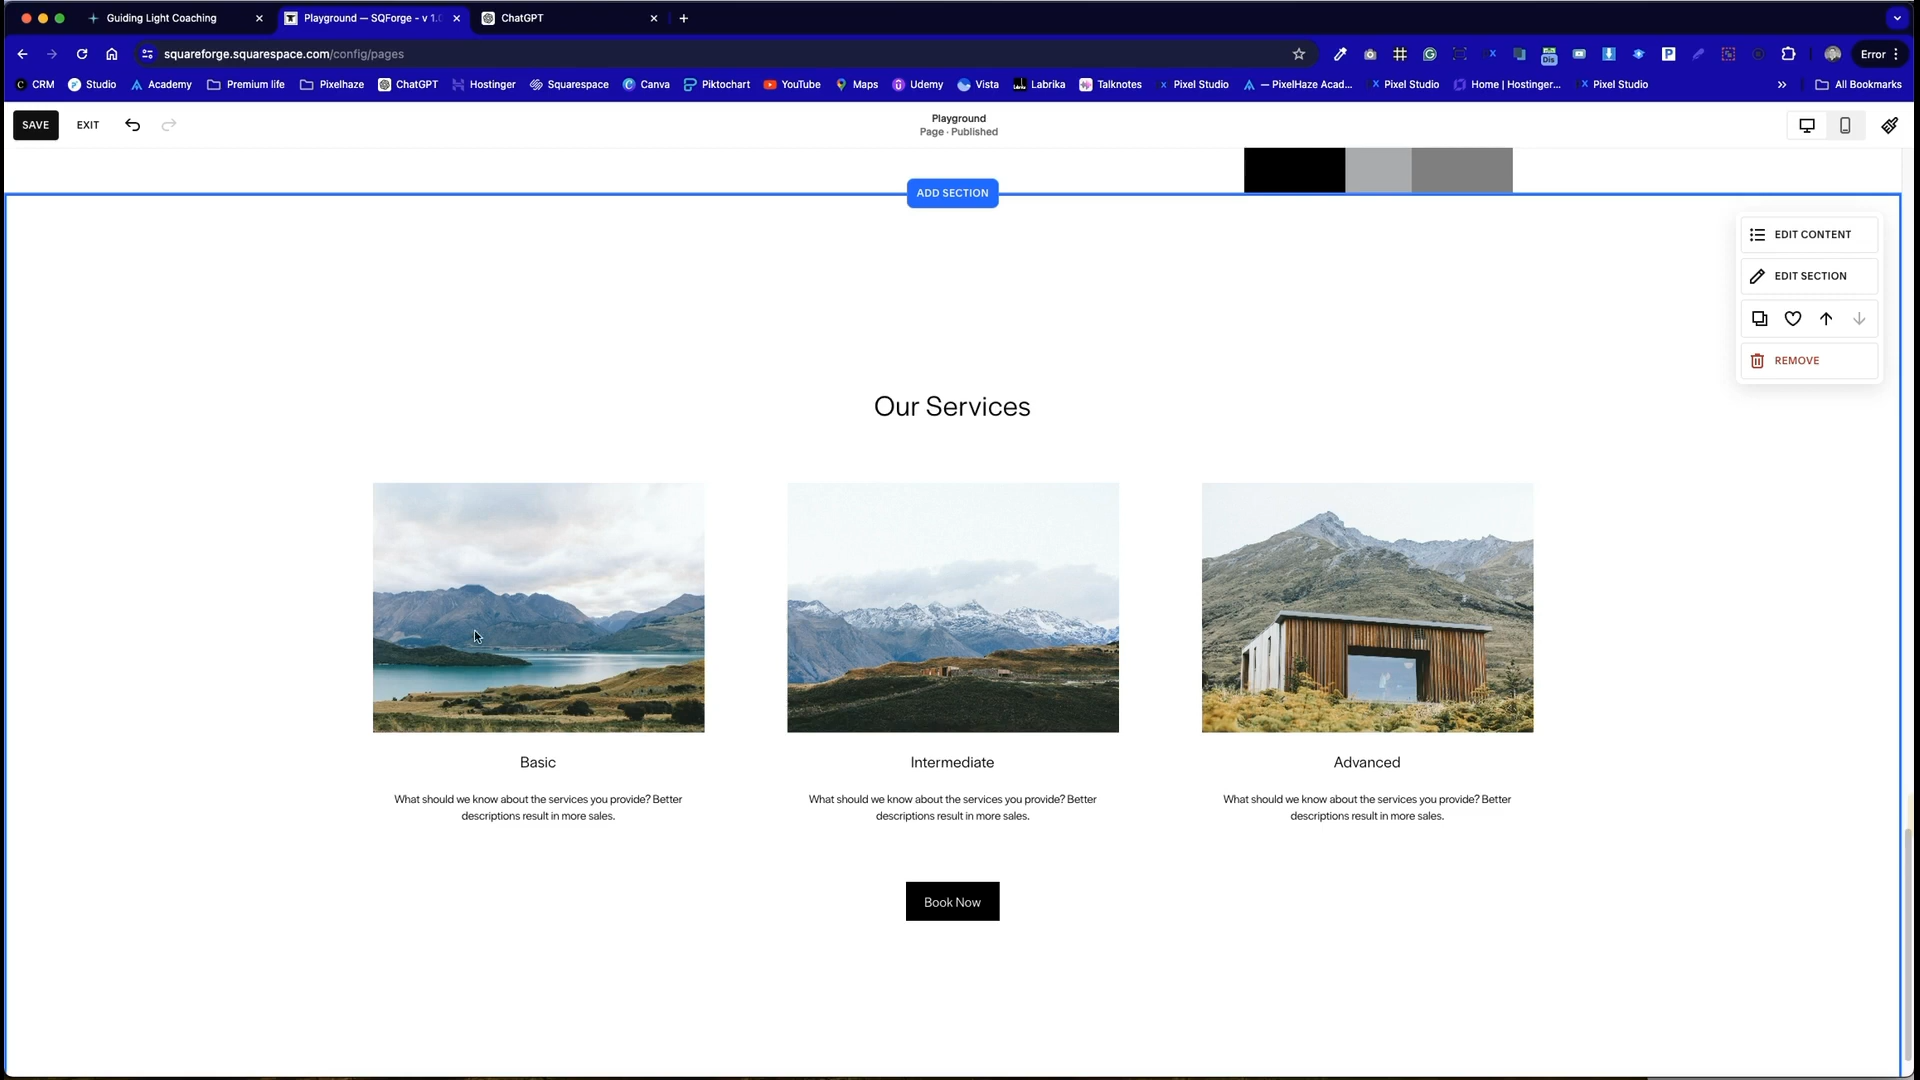 Guiding Light Coaching
Playground — SQForge - v 1.0
ChatGPT
squareforge.squarespace.com/config/pages
Error
CRM
Studio
Academy
Premium life
Pixelhaze
ChatGPT
Hostinger
Squarespace
Canva
Piktochart
YouTube
Maps
Udemy
Vista
Labrika
Talknotes
Pixel Studio
— PixelHaze Acad...
Pixel Studio
Home | Hostinger...
Pixel Studio
All Bookmarks
SAVE
EXIT
Playground
Page · Published
ADD SECTION
EDIT CONTENT
EDIT SECTION
REMOVE
Our Services
Basic
Intermediate
Advanced
What should we know about the services you provide? Better
descriptions result in more sales.
What should we know about the services you provide? Better
descriptions result in more sales.
What should we know about the services you provide? Better
descriptions result in more sales.
Book Now